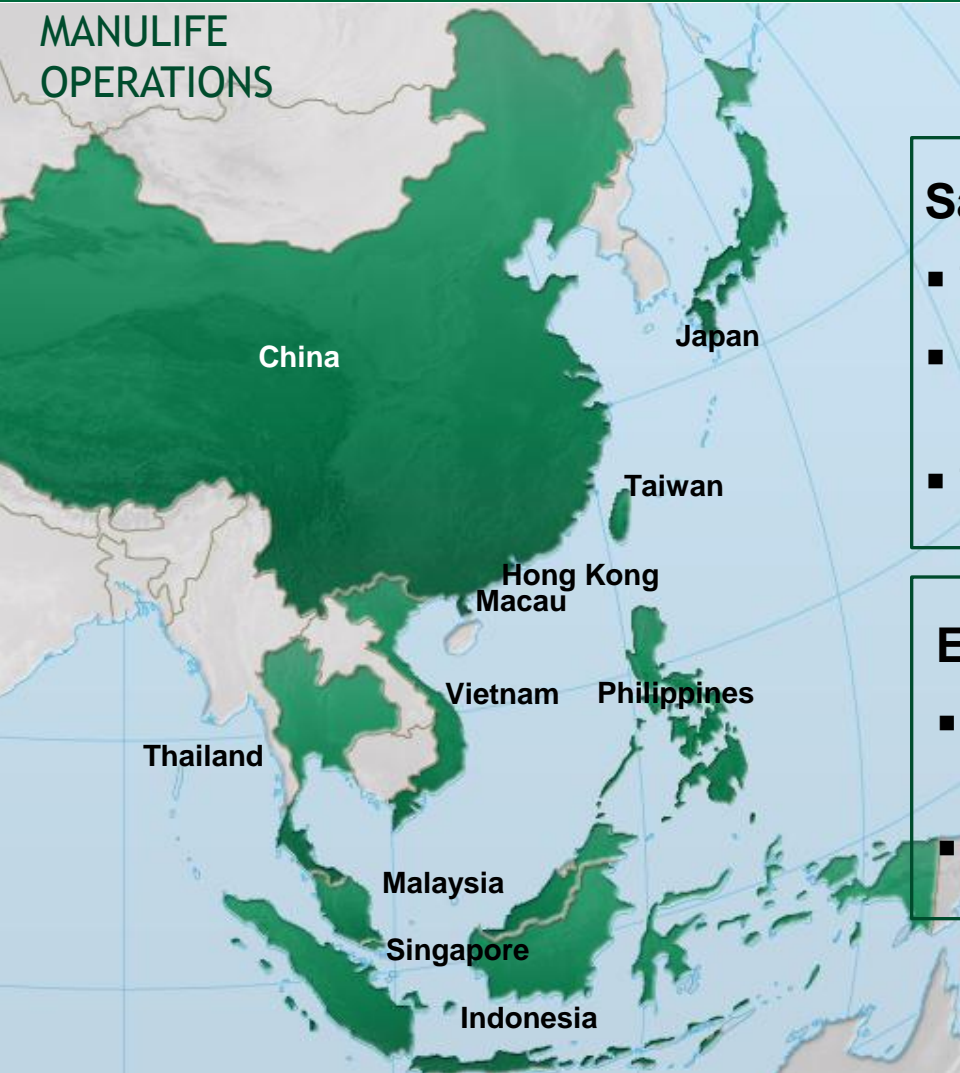 MANULIFE
OPERATIONS
China
Japan
Taiwan
Hong Kong
Macau
Vietnam
Philippines
Thailand
Malaysia
Singapore
Indonesia